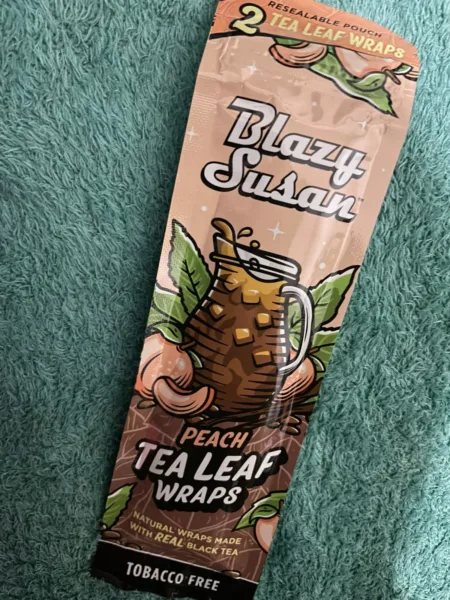 RESEALABLE POUCH
2 TEA LEAF WRAPS
Blazy
Susan™
PEACH
TEA LEAF
WRAPS
NATURAL WRAPS MADE
WITH REAL BLACK TEA
TOBACCO FREE